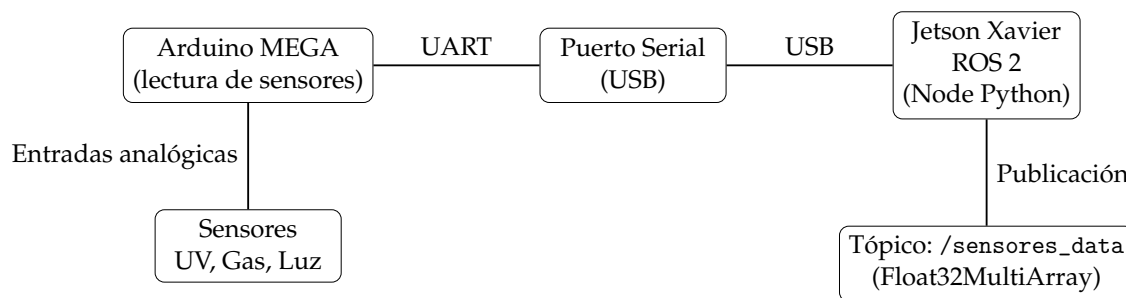 Arduino MEGA
(lectura de sensores)
UART
Puerto Serial
(USB)
USB
Jetson Xavier
ROS 2
(Node Python)
Entradas analógicas
Publicación
Sensores
UV, Gas, Luz
Tópico: /sensores_data
(Float32MultiArray)